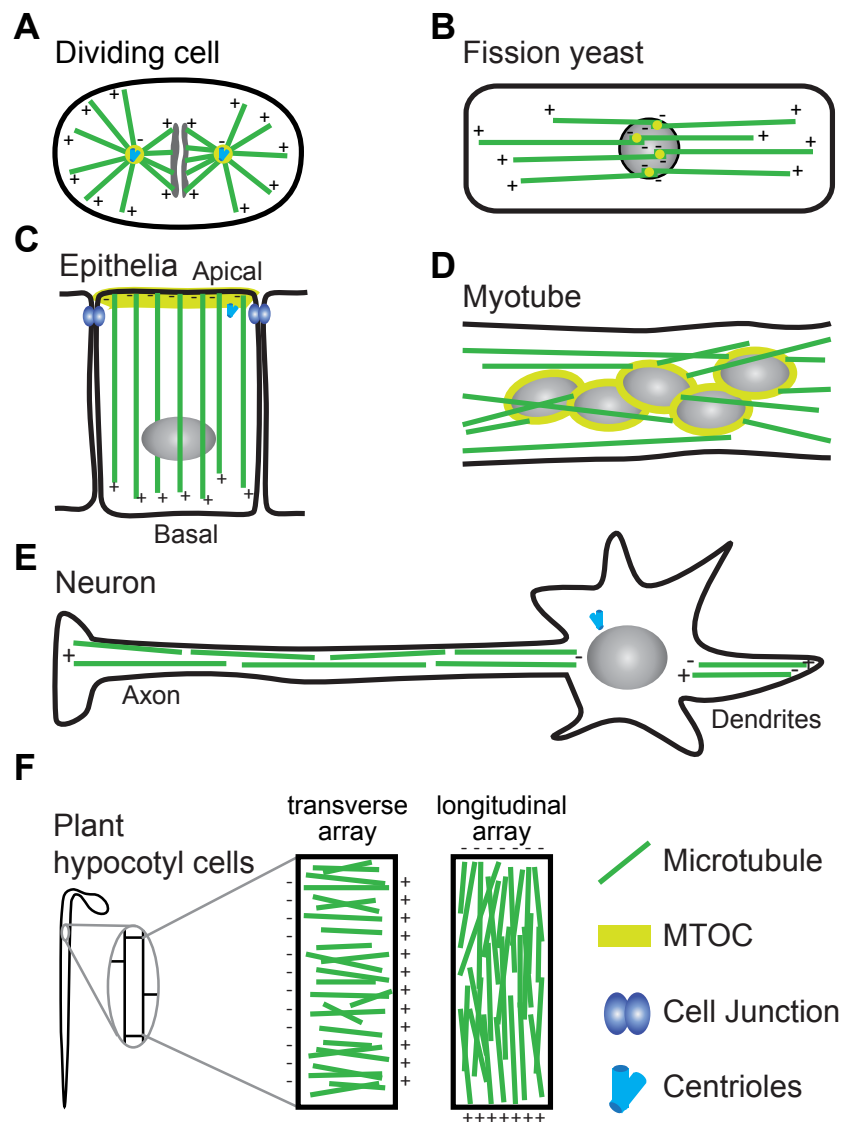 A
Dividing cell
+ + + + + + + + + + + + + + + +
- -
B
Fission yeast
+ + + + + + +
- - - - - - - -
C
Epithelia
Apical
- - - - - - -
+ + + + + + +
Basal
D
Myotube
E
Neuron
+
-
Axon
- +
+ -
Dendrites
F
Plant
hypocotyl cells
transverse
array
longitudinal
array
- - - - - - -
- +
- +
- +
- +
- +
- +
- +
- +
- +
- +
- +
- +
+++++++
Microtubule
MTOC
Cell Junction
Centrioles